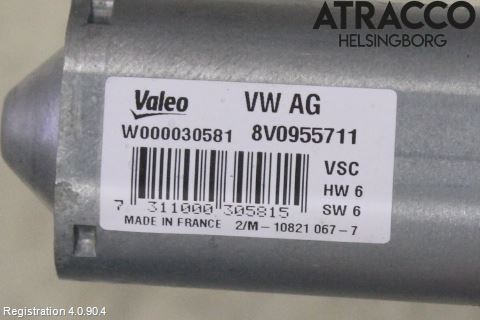 ATRACCO
HELSINGBORG
Valeo VW AG
W000030581 8V0955711
VSC
HW 6
7 311000 305815 SW 6
MADE IN FRANCE 2/M-10821 067-7
Registration 4.0.90.4